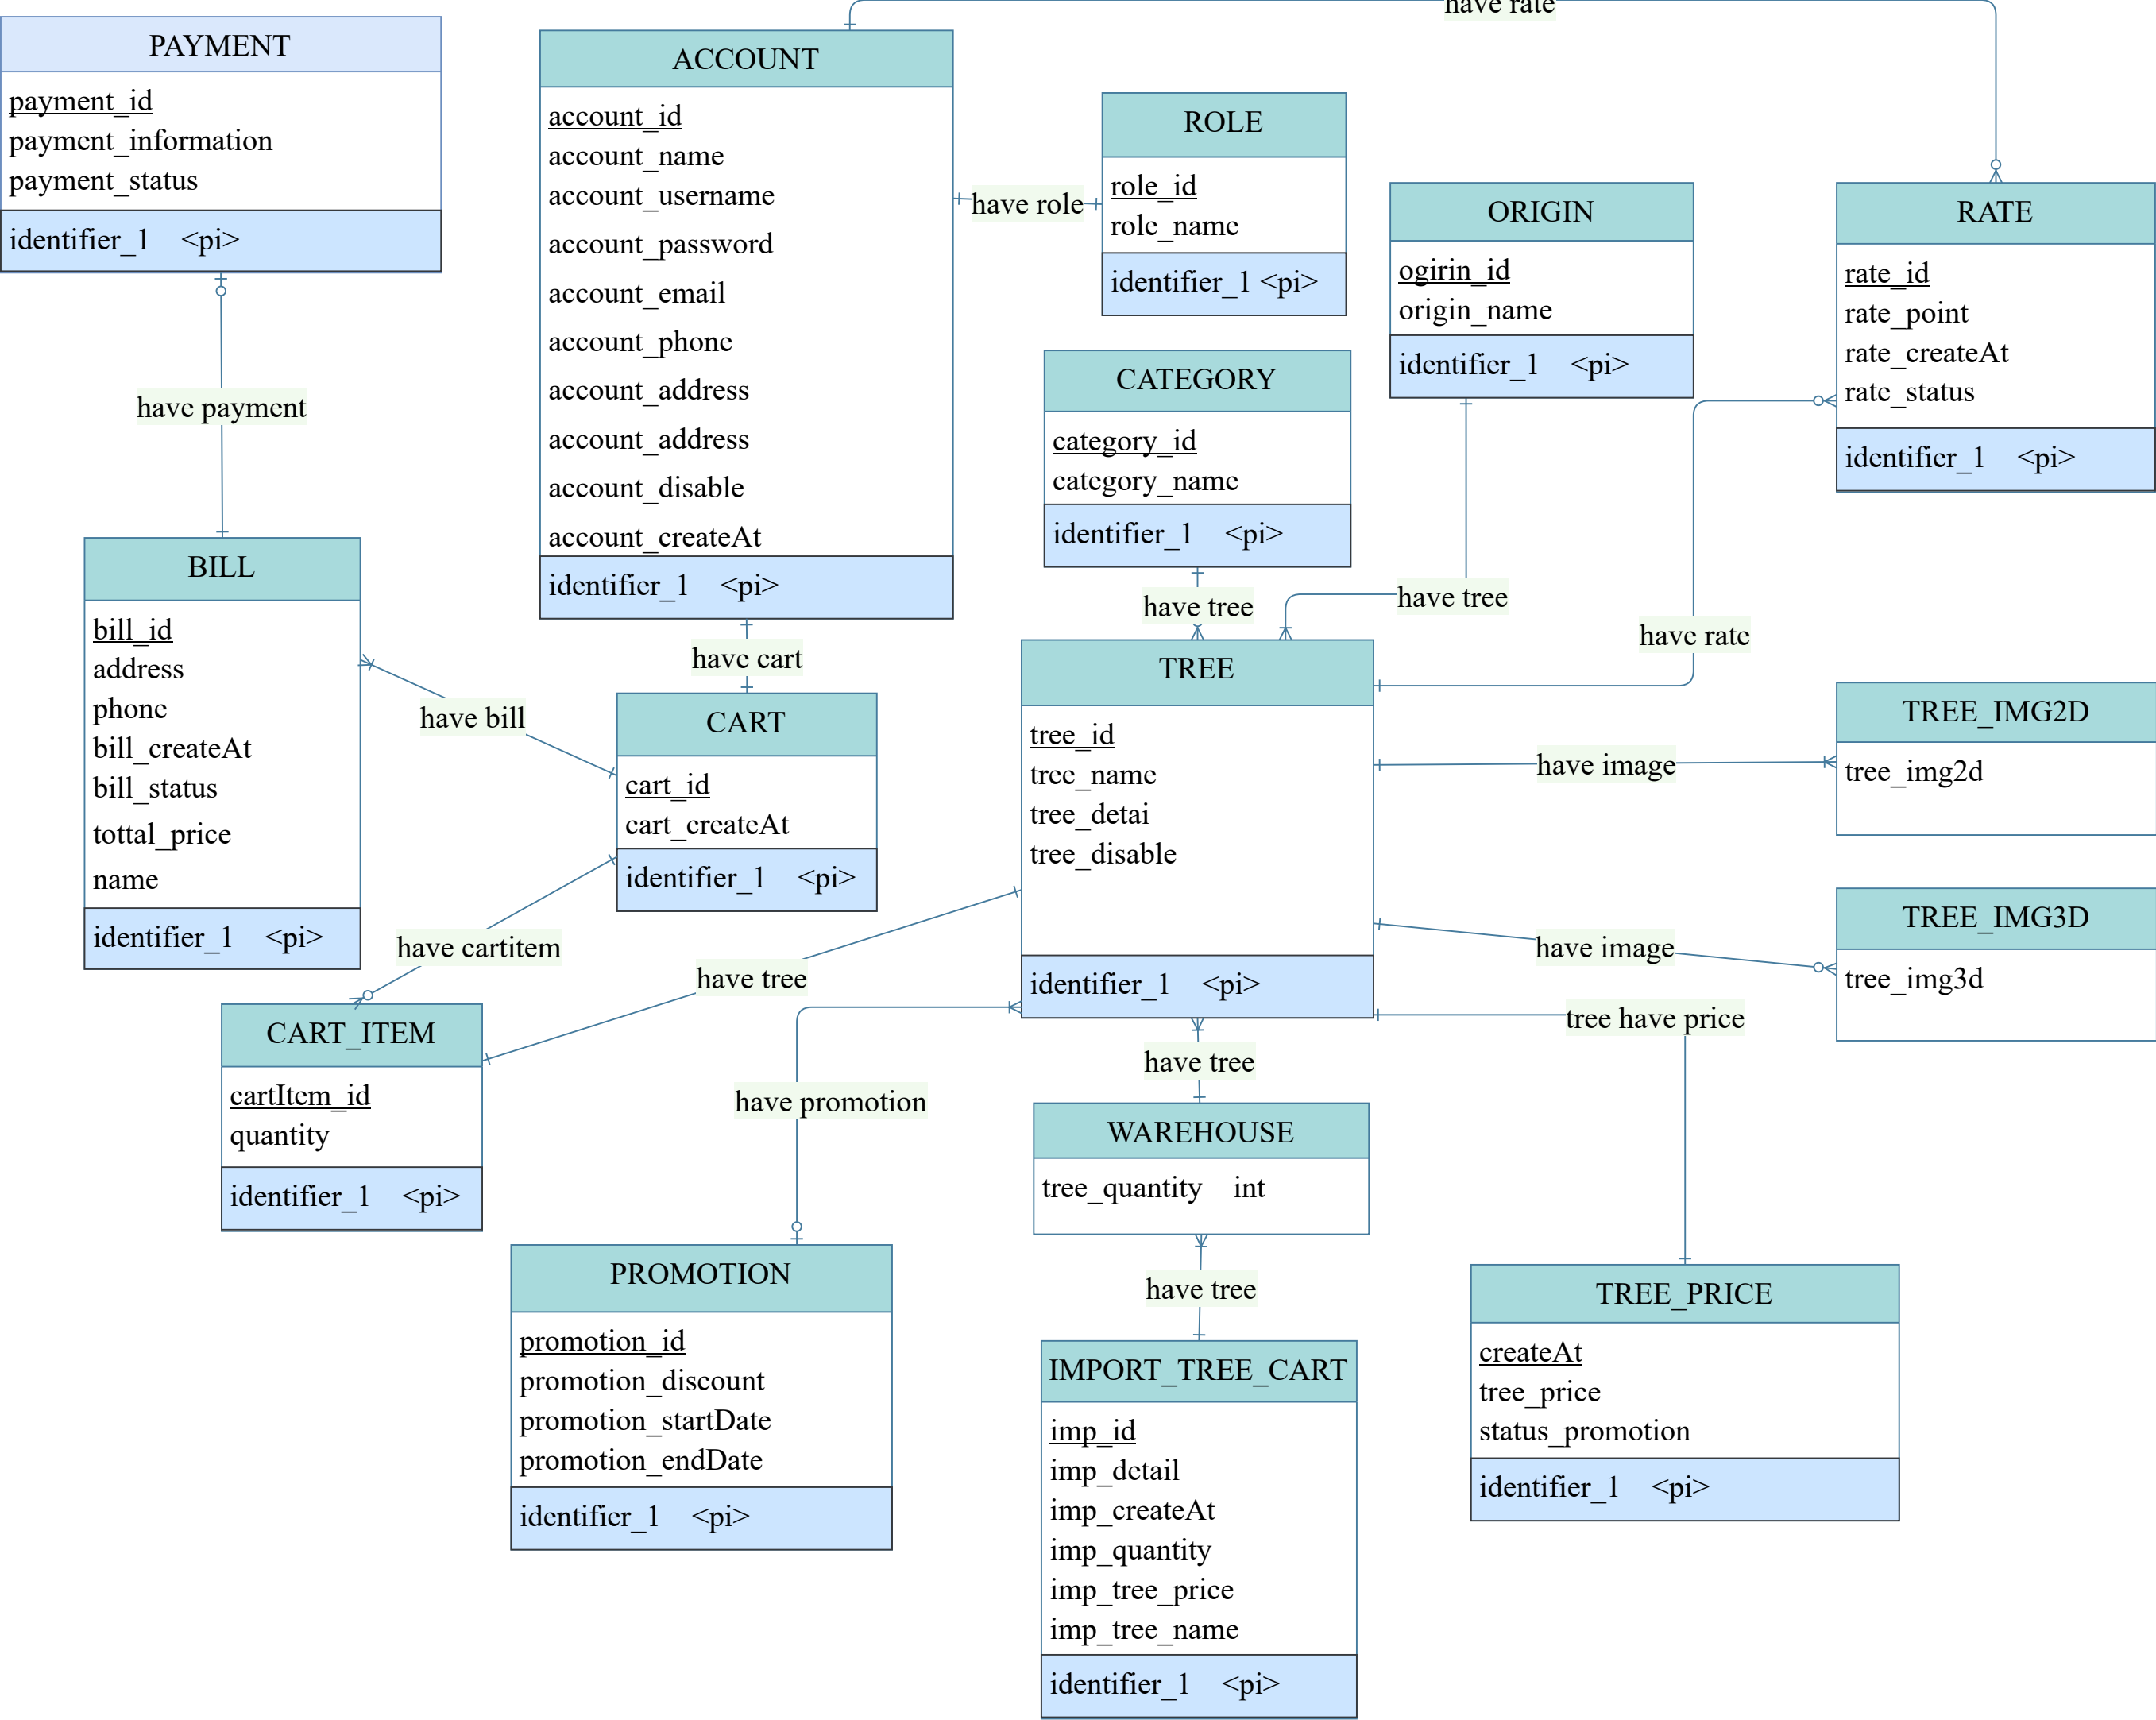 have rate
PAYMENT
payment_id
payment_information
payment_status
identifier_1 <pi>
ACCOUNT
account_id
account_name
account_username
account_password
account_email
account_phone
account_address
account_address
account_disable
account_createAt
identifier_1 <pi>
have role
ROLE
role_id
role_name
identifier_1 <pi>
ORIGIN
ogirin_id
origin_name
identifier_1 <pi>
RATE
rate_id
rate_point
rate_createAt
rate_status
identifier_1 <pi>
CATEGORY
category_id
category_name
identifier_1 <pi>
have payment
have tree
have tree
have rate
BILL
bill_id
address
phone
bill_createAt
bill_status
tottal_price
name
identifier_1 <pi>
have cart
have bill
CART
cart_id
cart_createAt
identifier_1 <pi>
TREE
tree_id
tree_name
tree_detai
tree_disable
identifier_1 <pi>
have image
TREE_IMG2D
tree_img2d
have image
TREE_IMG3D
tree_img3d
have cartitem
have tree
tree have price
CART_ITEM
cartItem_id
quantity
identifier_1 <pi>
have promotion
have tree
WAREHOUSE
tree_quantity int
have tree
PROMOTION
promotion_id
promotion_discount
promotion_startDate
promotion_endDate
identifier_1 <pi>
IMPORT_TREE_CART
imp_id
imp_detail
imp_createAt
imp_quantity
imp_tree_price
imp_tree_name
identifier_1 <pi>
TREE_PRICE
createAt
tree_price
status_promotion
identifier_1 <pi>